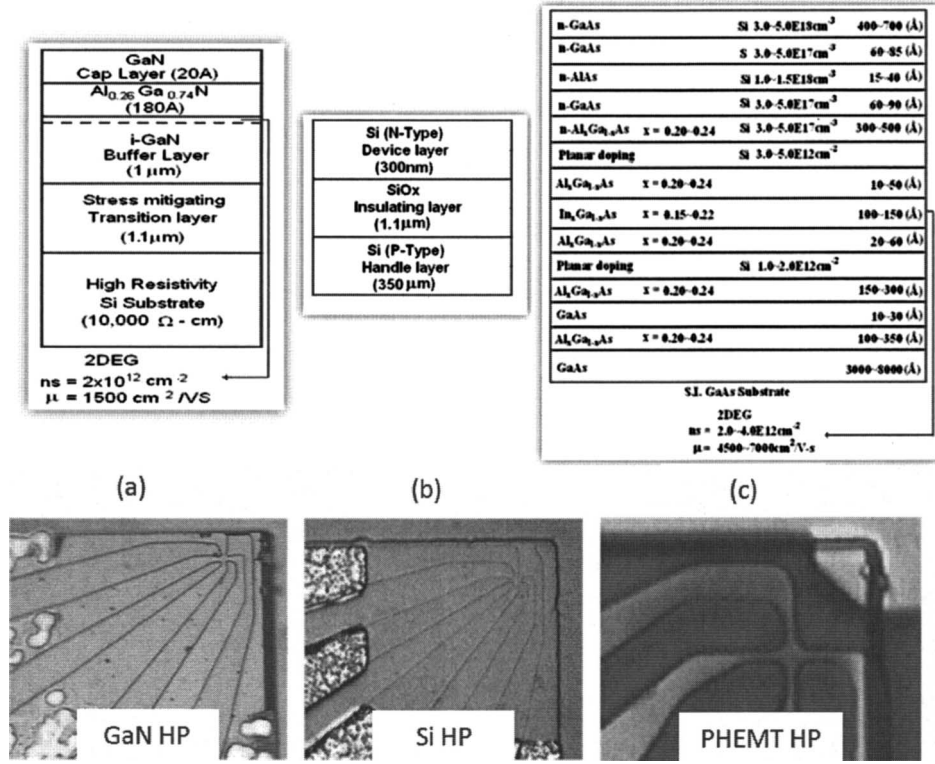 GaN
Cap Layer (20A)
Al0.26 Ga 0.74N
(180A)
i-GaN
Buffer Layer
(1 μm)
Stress mitigating
Transition layer
(1.1μm)
High Resistivity
Si Substrate
(10,000 Ω - cm)
2DEG
ns = 2x10^12 cm^-2
μ = 1500 cm^2 /VS
(a)
Si (N-Type)
Device layer
(300nm)
SiOx
Insulating layer
(1.1μm)
Si (P-Type)
Handle layer
(350 μm)
(b)
n-GaAs Si 3.0~5.0E18cm^-3 400~700 (Å)
n-GaAs S 3.0~5.0E17cm^-3 60~85 (Å)
n-AlAs Si 1.0~1.5E18cm^-3 15~40 (Å)
n-GaAs Si 3.0~5.0E17cm^-3 60~90 (Å)
n-AlxGa1-xAs x = 0.20~0.24 Si 3.0~5.0E17cm^-3 300~500 (Å)
Planar doping Si 3.0~5.0E12cm^-2
AlxGa1-xAs x = 0.20~0.24 10~50 (Å)
InxGa1-xAs x = 0.15~0.22 100~150 (Å)
AlxGa1-xAs x = 0.20~0.24 20~60 (Å)
Planar doping Si 1.0~2.0E12cm^-2
AlxGa1-xAs x = 0.20~0.24 150~300 (Å)
GaAs 10~30 (Å)
AlxGa1-xAs x = 0.20~0.24 100~350 (Å)
GaAs 3000~8000 (Å)
S.I. GaAs Substrate
2DEG
ns = 2.0~4.0E12cm^-2
μ = 4500~7000cm^2/V-s
(c)
GaN HP
Si HP
PHEMT HP